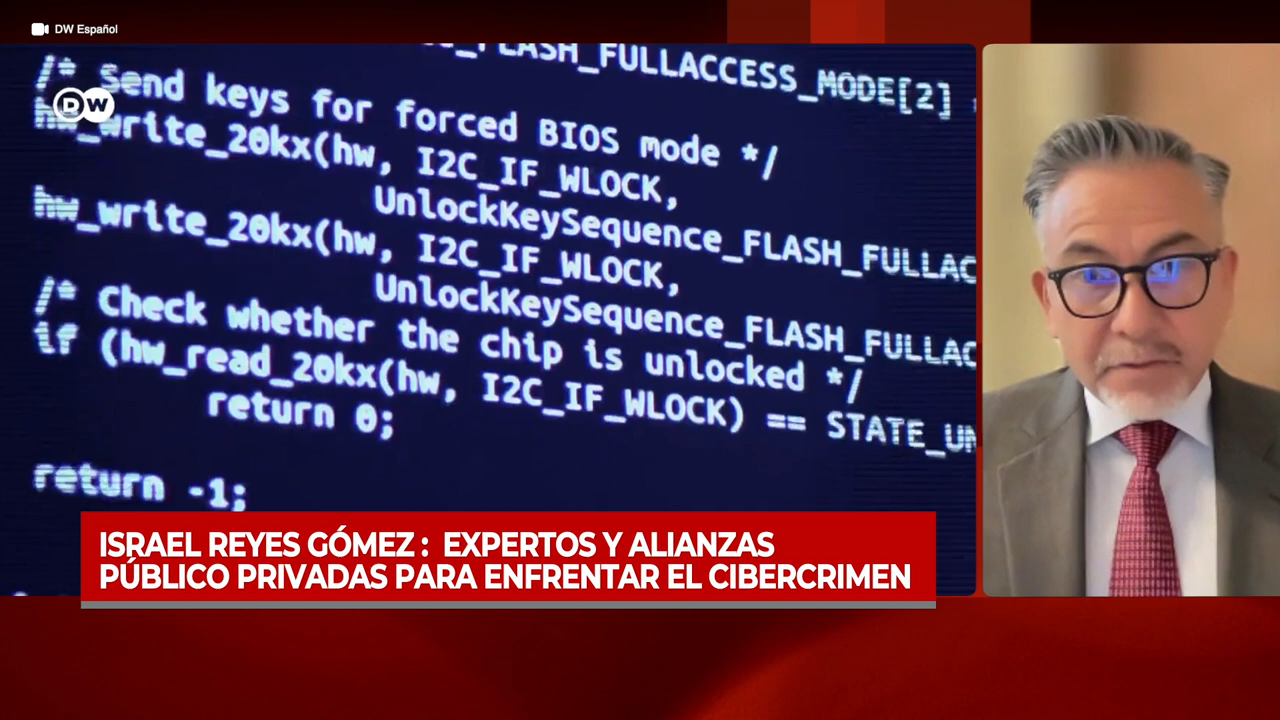 DW Español
_FLASH_FULLACCESS_MODE[2]
/* Send keys for forced BIOS mode */
DW
hw_write_20kx(hw, I2C_IF_WLOCK,
UnlockKeySequence_FLASH_FULLAC
hw_write_20kx(hw, I2C_IF_WLOCK,
UnlockKeySequence_FLASH_FULLAC
/* Check whether the chip is unlocked */
if (hw_read_20kx(hw, I2C_IF_WLOCK) == STATE_UN
return 0;
return -1;
ISRAEL REYES GÓMEZ : EXPERTOS Y ALIANZAS
PÚBLICO PRIVADAS PARA ENFRENTAR EL CIBERCRIMEN